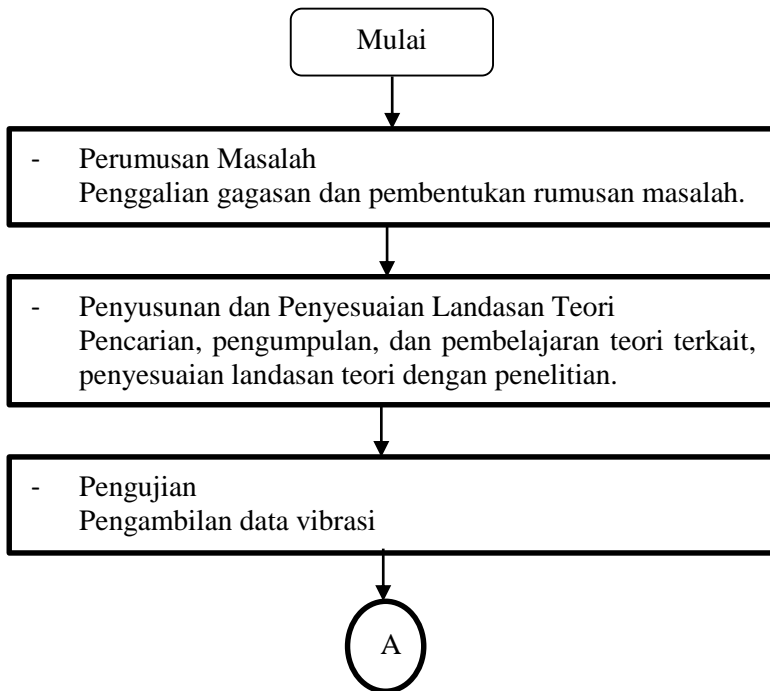 Mulai
- Perumusan Masalah
Penggalian gagasan dan pembentukan rumusan masalah.
- Penyusunan dan Penyesuaian Landasan Teori
Pencarian, pengumpulan, dan pembelajaran teori terkait,
penyesuaian landasan teori dengan penelitian.
- Pengujian
Pengambilan data vibrasi
A